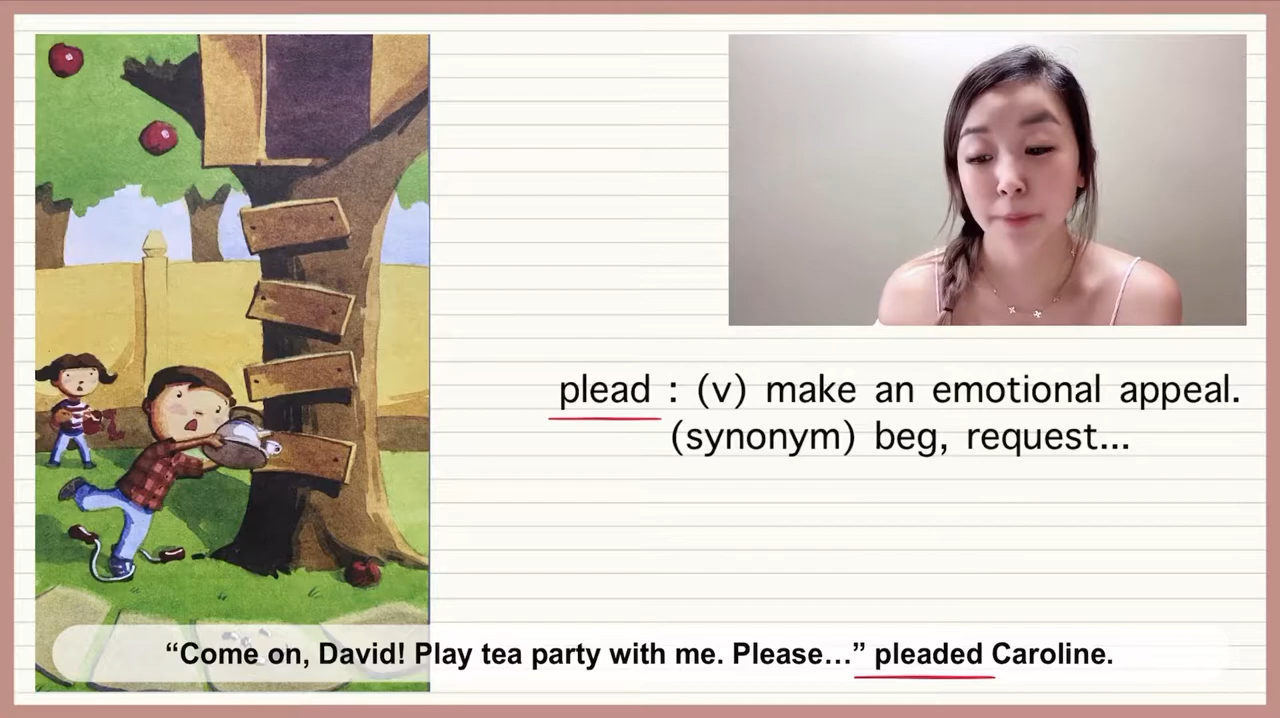 plead : (v) make an emotional appeal.
(synonym) beg, request...
“Come on, David! Play tea party with me. Please...” pleaded Caroline.